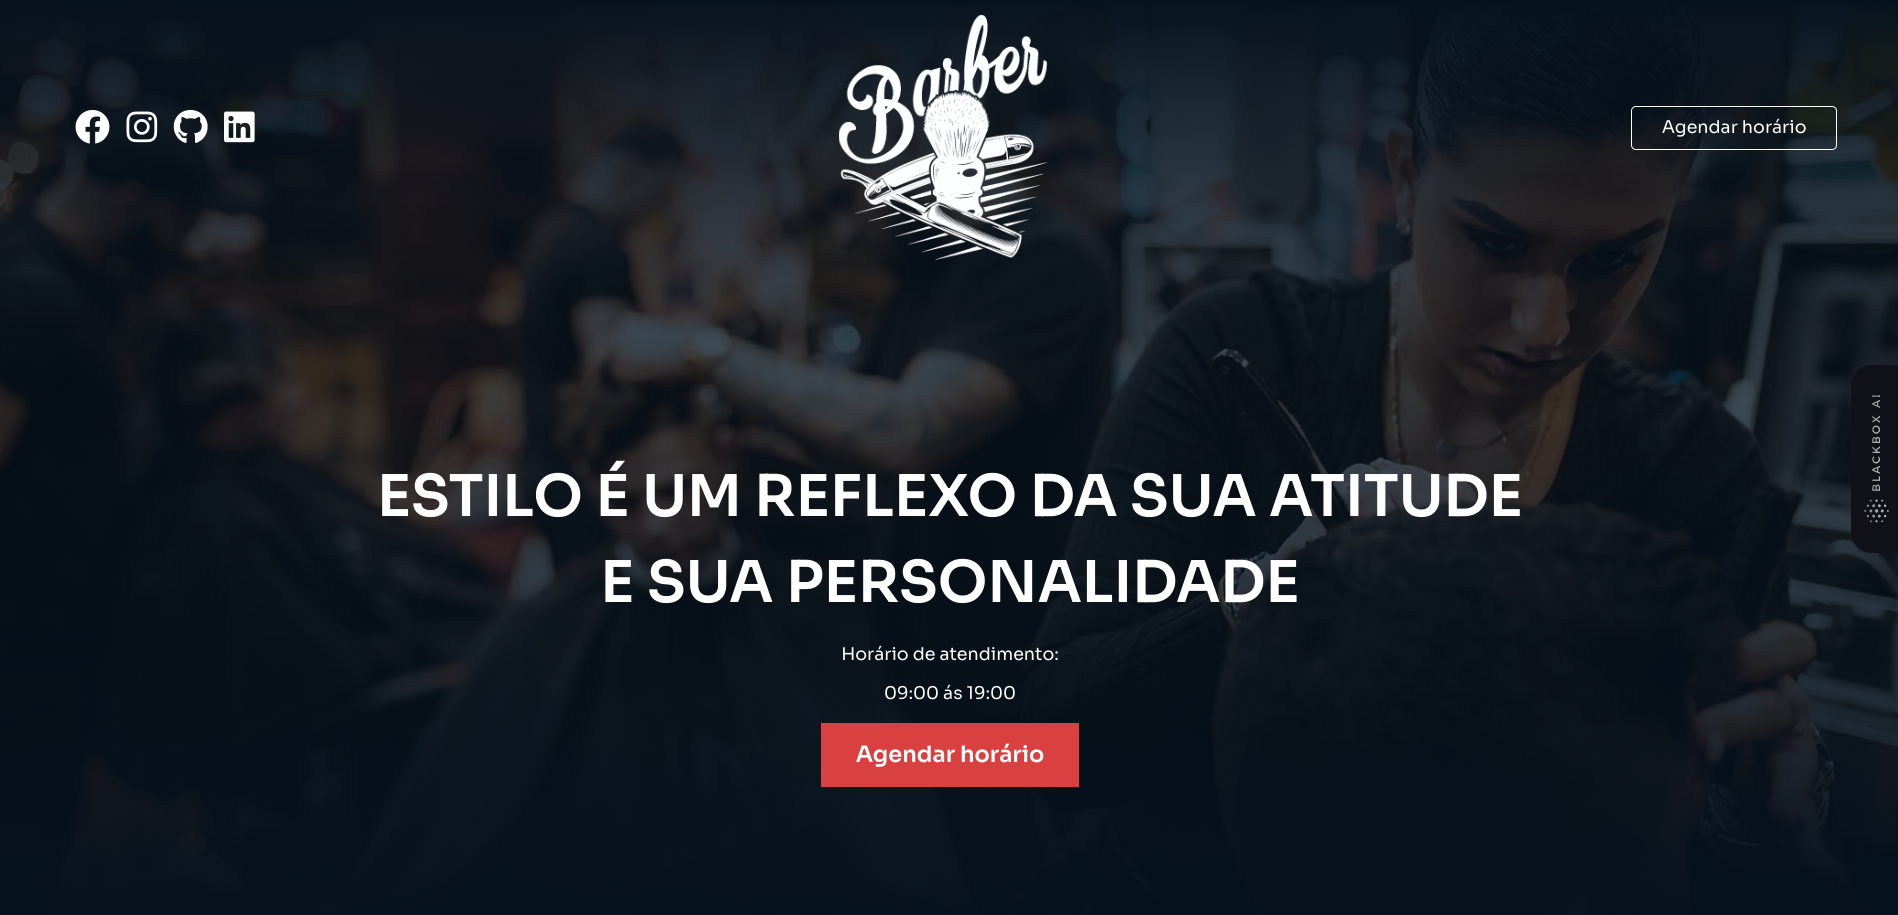 Barber
Agendar horário
ESTILO É UM REFLEXO DA SUA ATITUDE
E SUA PERSONALIDADE
Horário de atendimento:
09:00 ás 19:00
Agendar horário
BLACKBOX AI